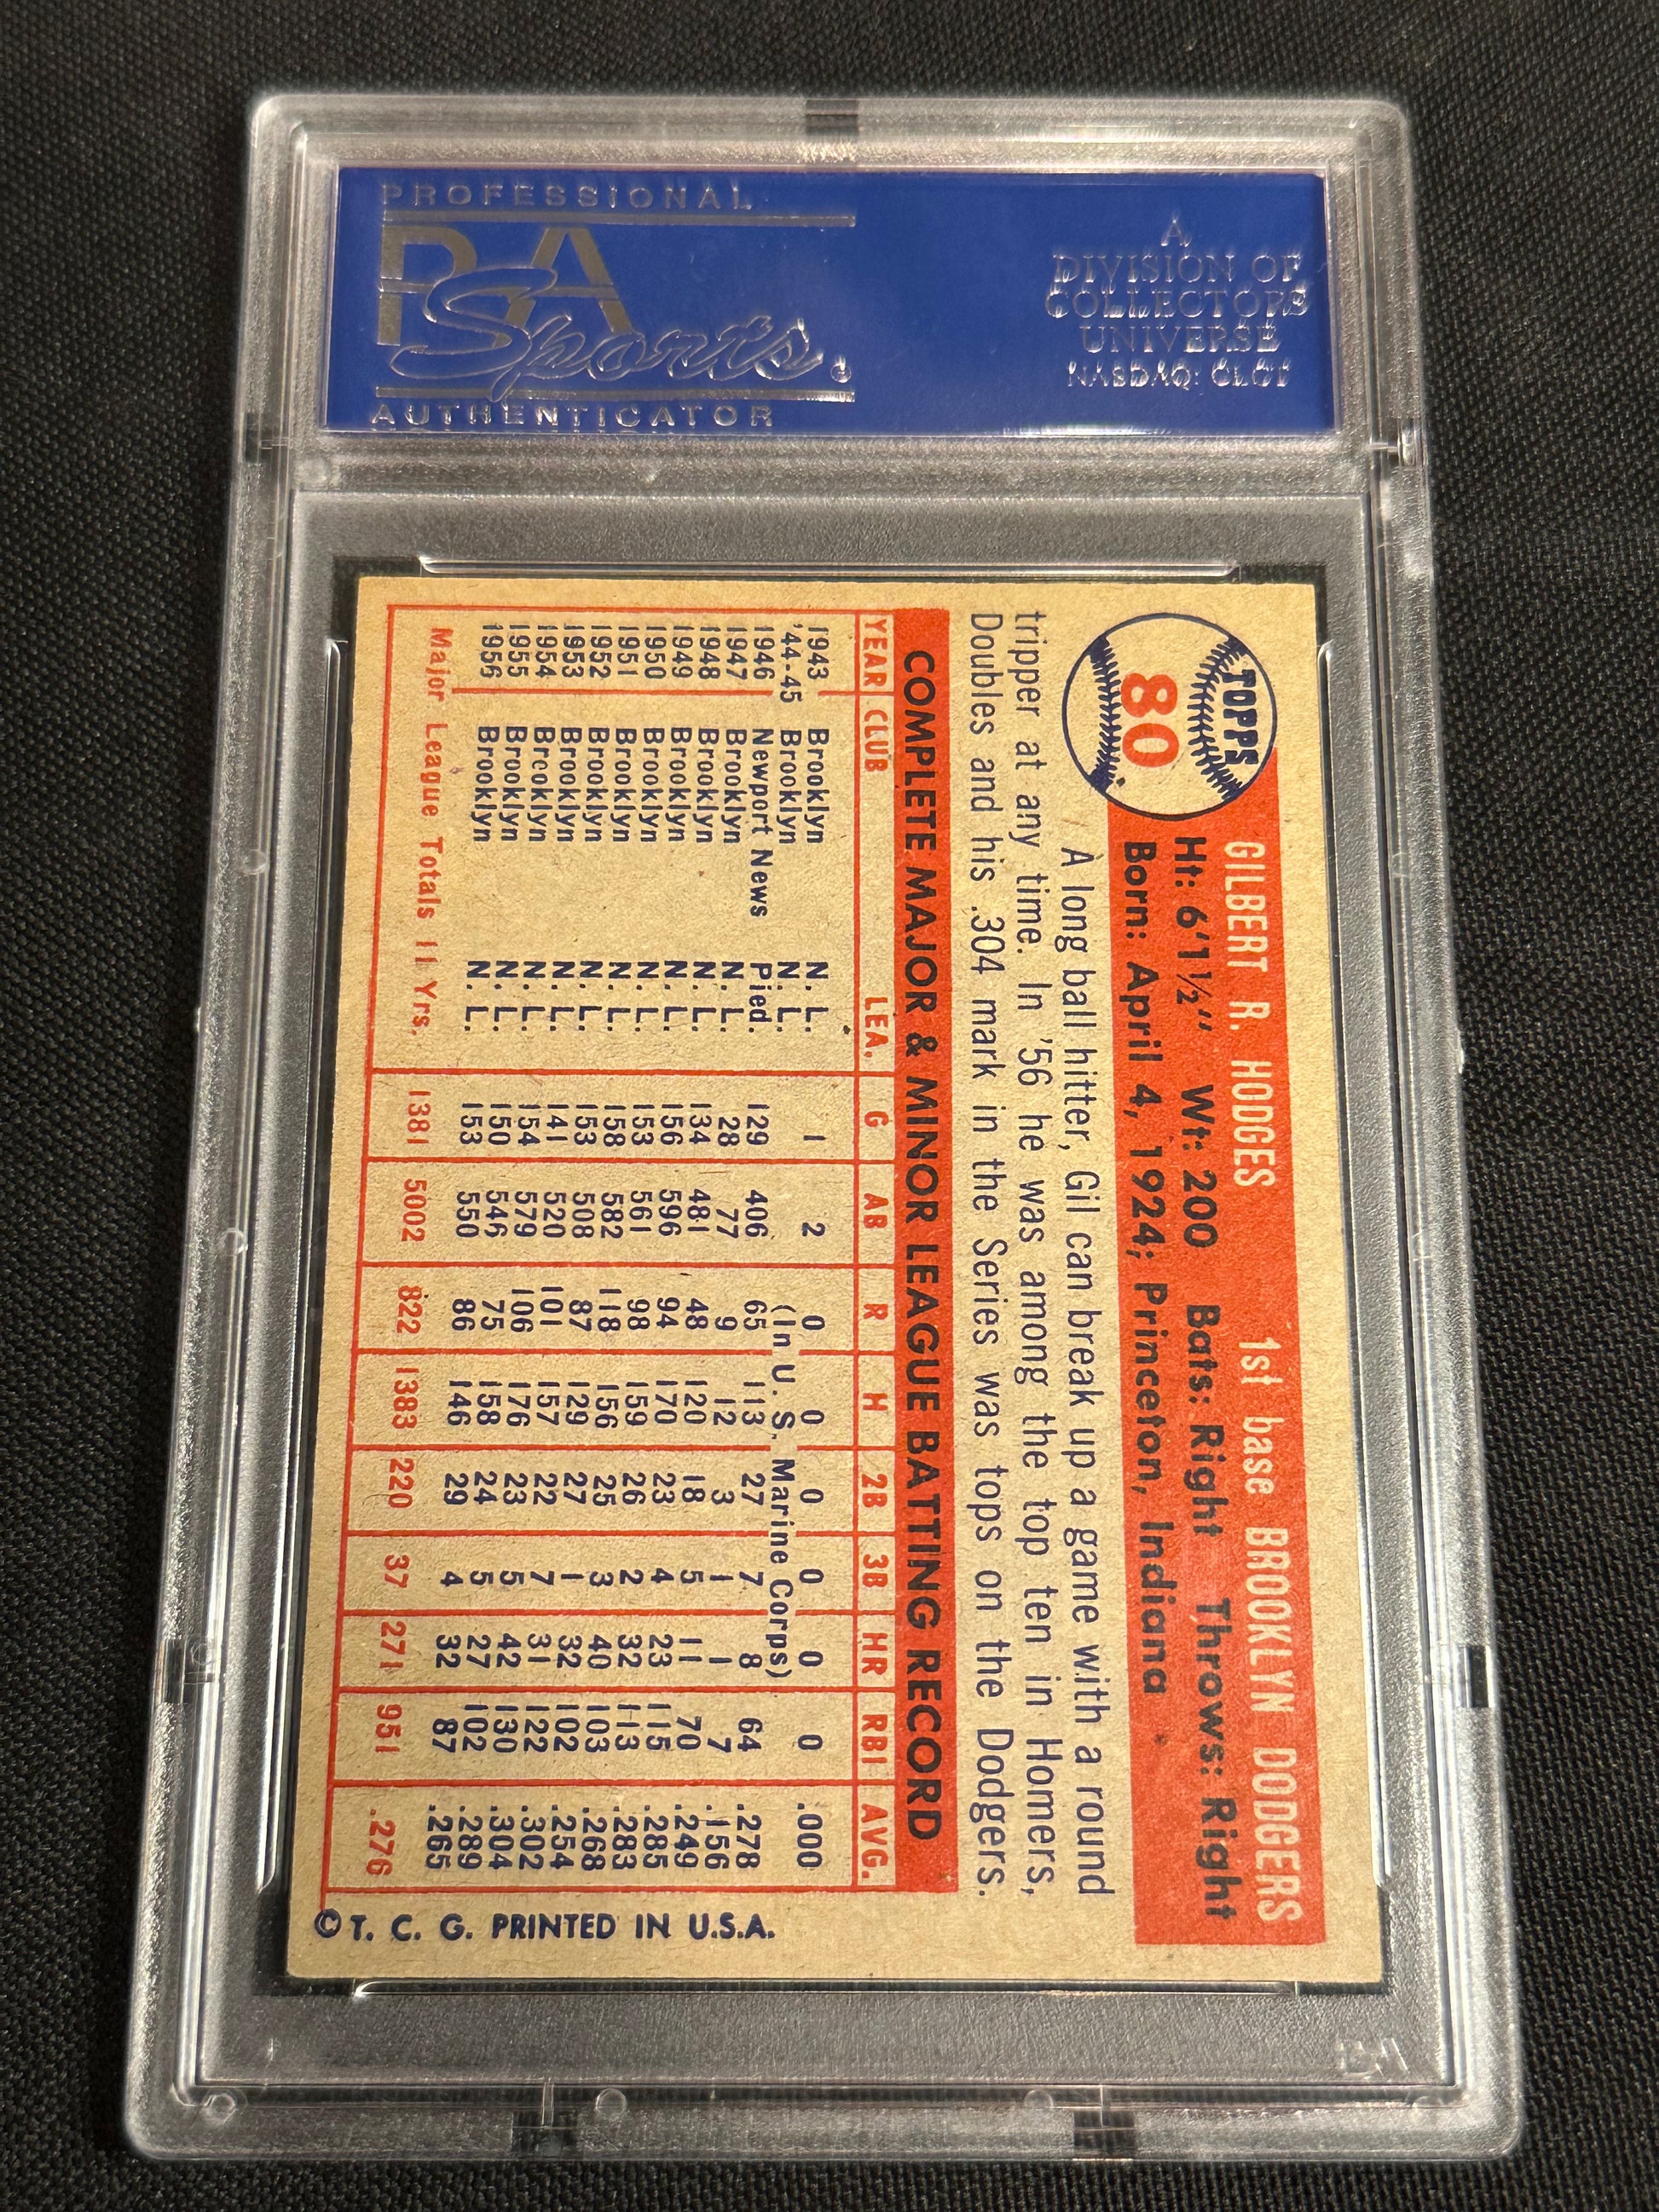 PROFESSIONAL
PSA
Sports
AUTHENTICATOR
A
DIVISION OF
COLLECTORS
UNIVERSE
NASDAQ: CLCT
TOPPS
80
GILBERT R. HODGES 1st base BROOKLYN DODGERS
Ht: 6'1½" Wt: 200 Bats: Right Throws: Right
Born: April 4, 1924; Princeton, Indiana
A long ball hitter, Gil can break up a game with a round
tripper at any time. In '56 he was among the top ten in Homers,
Doubles and his .304 mark in the Series was tops on the Dodgers.
COMPLETE MAJOR & MINOR LEAGUE BATTING RECORD
YEAR CLUB LEA. G AB R H 2B 3B HR RBI AVG.
1943 Brooklyn N. L. 1 2 0 0 0 0 0 0 .000
'44-45 Brooklyn N. L. (In U. S. Marine Corps)
1946 Newport News Pied. 129 406 65 113 27 7 8 64 .278
1947 Brooklyn N. L. 28 77 9 12 3 1 1 7 .156
1948 Brooklyn N. L. 134 481 48 120 18 5 11 70 .249
1949 Brooklyn N. L. 156 596 94 170 23 4 23 115 .285
1950 Brooklyn N. L. 153 561 98 159 26 2 32 113 .283
1951 Brooklyn N. L. 158 582 118 156 25 3 40 103 .268
1952 Brooklyn N. L. 153 508 87 129 27 1 32 102 .254
1953 Brooklyn N. L. 141 520 101 157 22 7 31 122 .302
1954 Brooklyn N. L. 154 579 106 176 23 5 42 130 .304
1955 Brooklyn N. L. 150 546 75 158 24 5 27 102 .289
1956 Brooklyn N. L. 153 550 86 146 29 4 32 87 .265
Major League Totals 11 Yrs. 1381 5002 822 1383 220 37 271 951 .276
© T. C. G. PRINTED IN U.S.A.
PSA